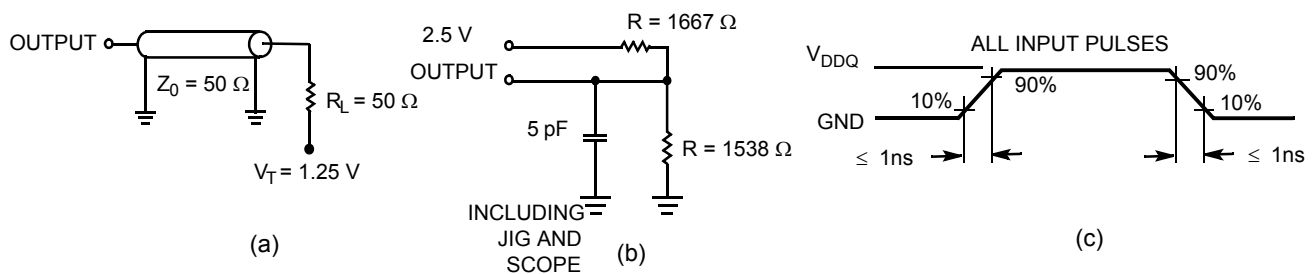 OUTPUT
Z0 = 50 Ω
RL = 50 Ω
VT = 1.25 V
(a)
R = 1667 Ω
2.5 V
OUTPUT
5 pF
R = 1538 Ω
INCLUDING
JIG AND
SCOPE
(b)
ALL INPUT PULSES
VDDQ
GND
10%
90%
90%
10%
≤ 1ns
≤ 1ns
(c)